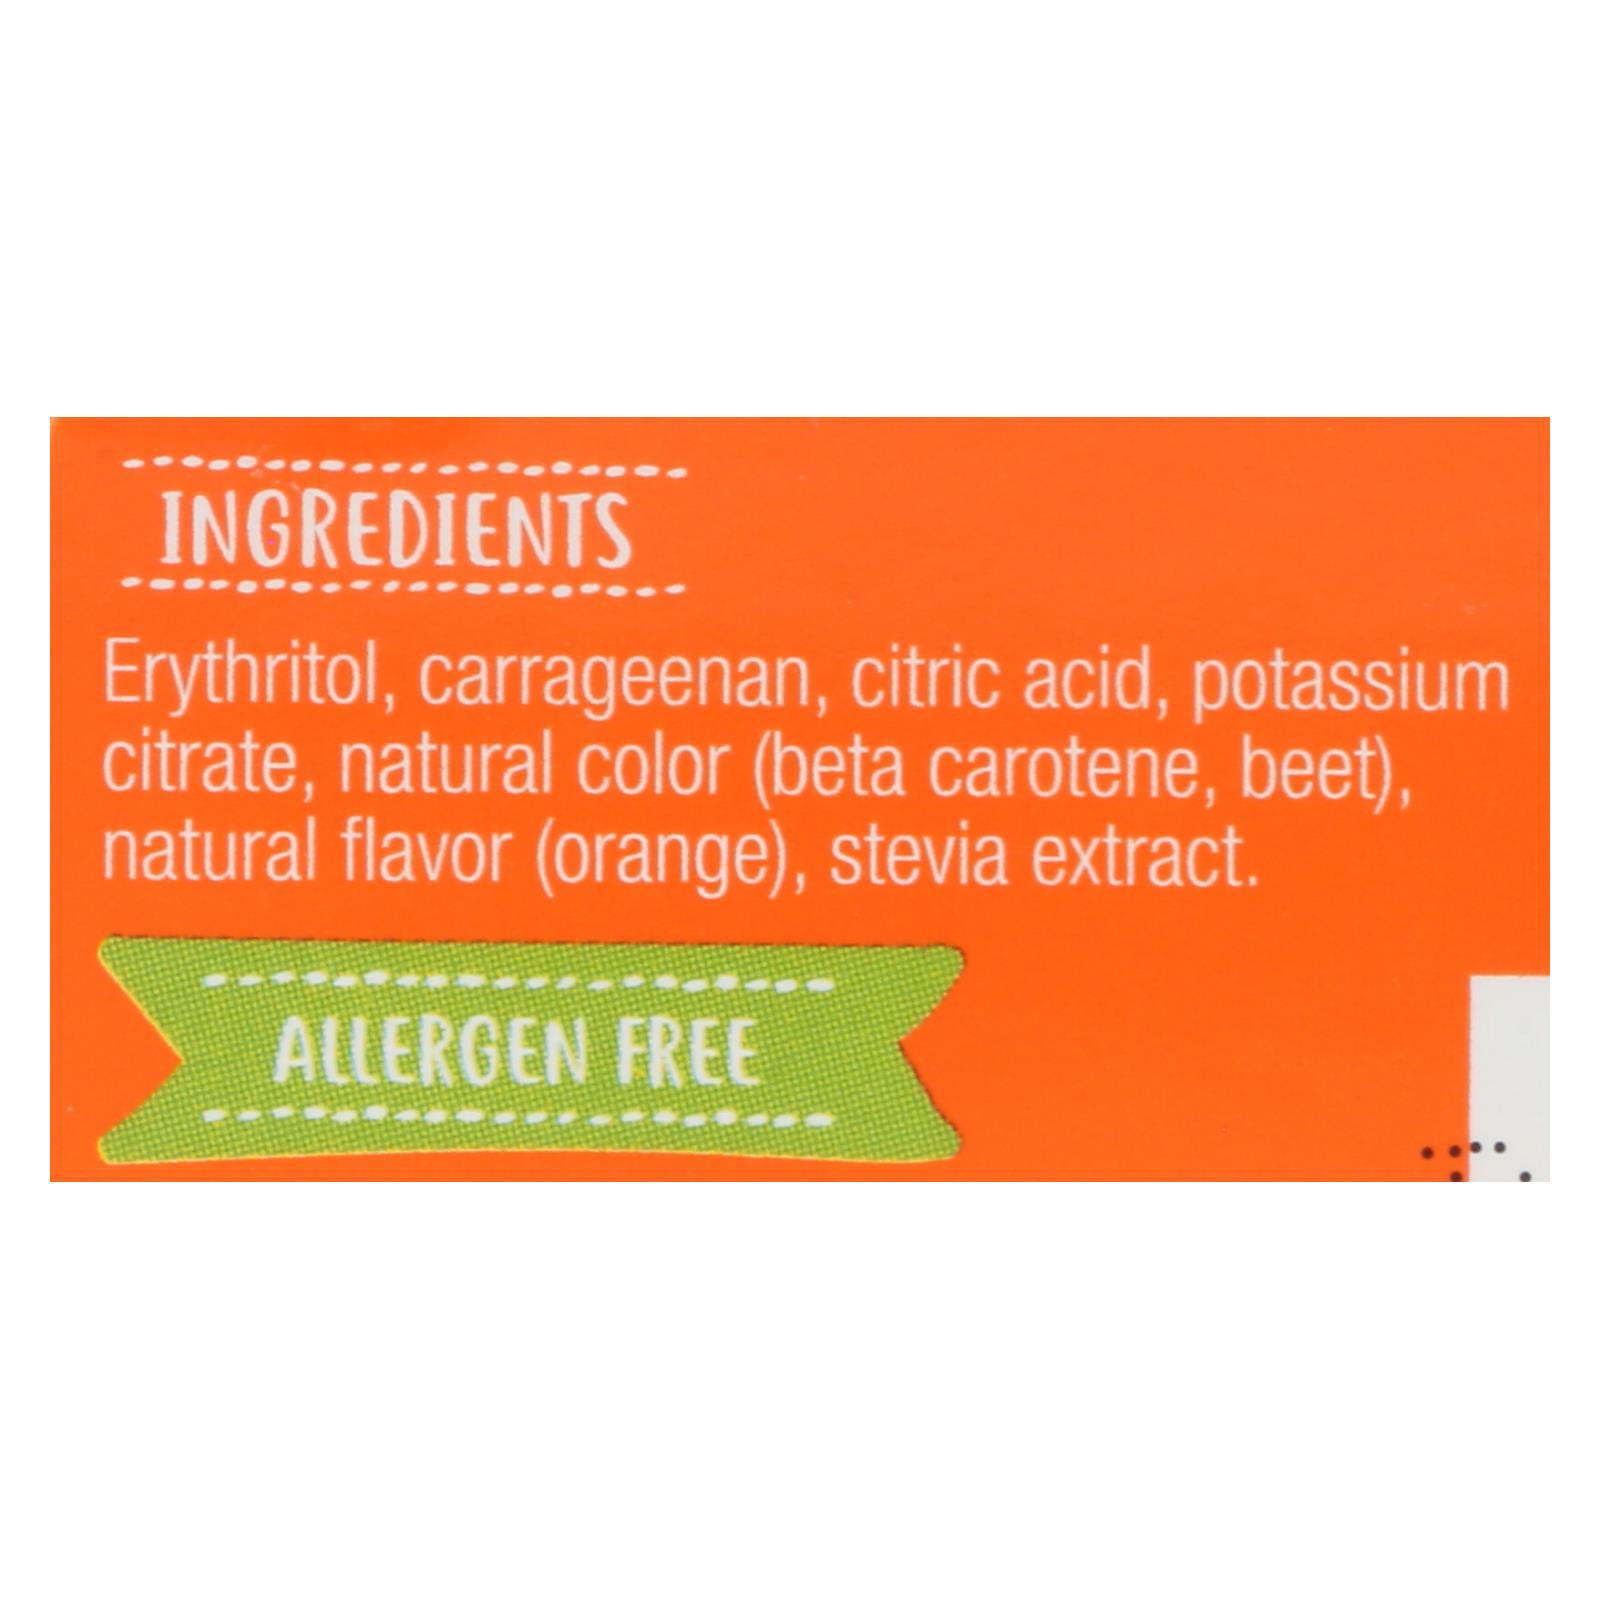 INGREDIENTS
Erythritol, carrageenan, citric acid, potassium
citrate, natural color (beta carotene, beet),
natural flavor (orange), stevia extract.
ALLERGEN FREE